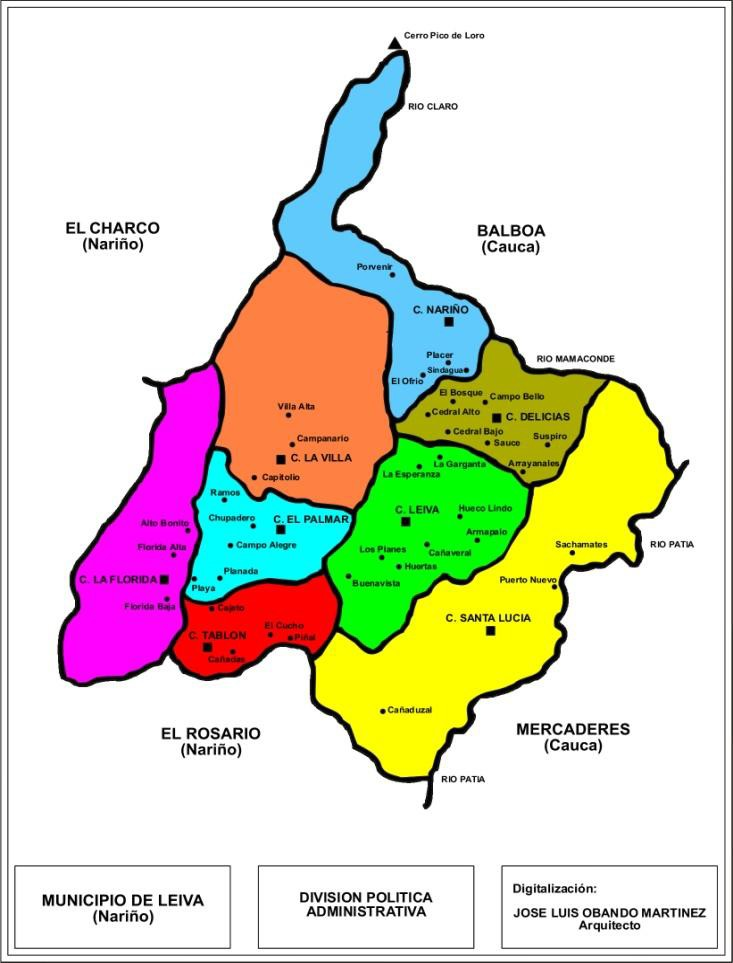 Cerro Pico de Loro
RIO CLARO
EL CHARCO
(Nariño)
BALBOA
(Cauca)
Porvenir
C. NARIÑO
Placer
Sindagua
El Ofrio
RIO MAMACONDE
El Bosque
Campo Bello
Cedral Alto
C. DELICIAS
Cedral Bajo
Sauce
Suspiro
Arrayanales
Villa Alta
Campanario
C. LA VILLA
Capitolio
La Garganta
La Esperanza
C. LEIVA
Hueco Lindo
Armapaio
Cañaveral
Los Planes
Huertas
Buenavista
Ramos
Chupadero
C. EL PALMAR
Campo Alegre
Planada
Playa
Alto Bonito
Florida Alta
C. LA FLORIDA
Florida Baja
Cajeto
El Cucho
C. TABLON
Piñal
Cañadas
Sachamates
RIO PATIA
Puerto Nuevo
C. SANTA LUCIA
Cañaduzal
EL ROSARIO
(Nariño)
MERCADERES
(Cauca)
RIO PATIA
MUNICIPIO DE LEIVA
(Nariño)
DIVISION POLITICA
ADMINISTRATIVA
Digitalización:
JOSE LUIS OBANDO MARTINEZ
Arquitecto